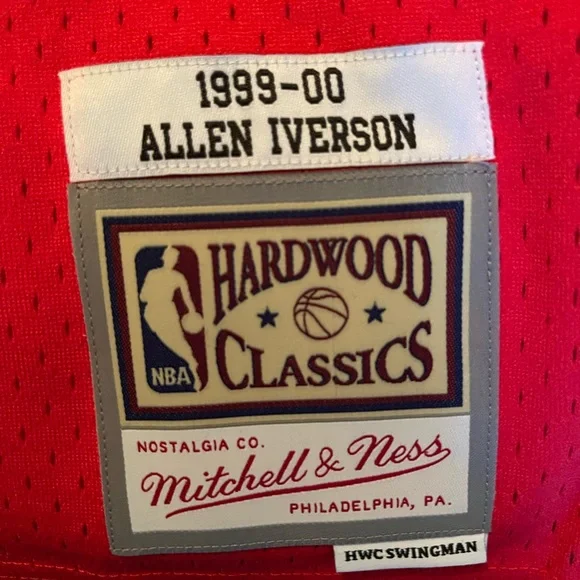 1999-00
ALLEN IVERSON
HARDWOOD
NBA
CLASSICS
NOSTALGIA CO.
Mitchell & Ness
PHILADELPHIA, PA.
HWC SWINGMAN